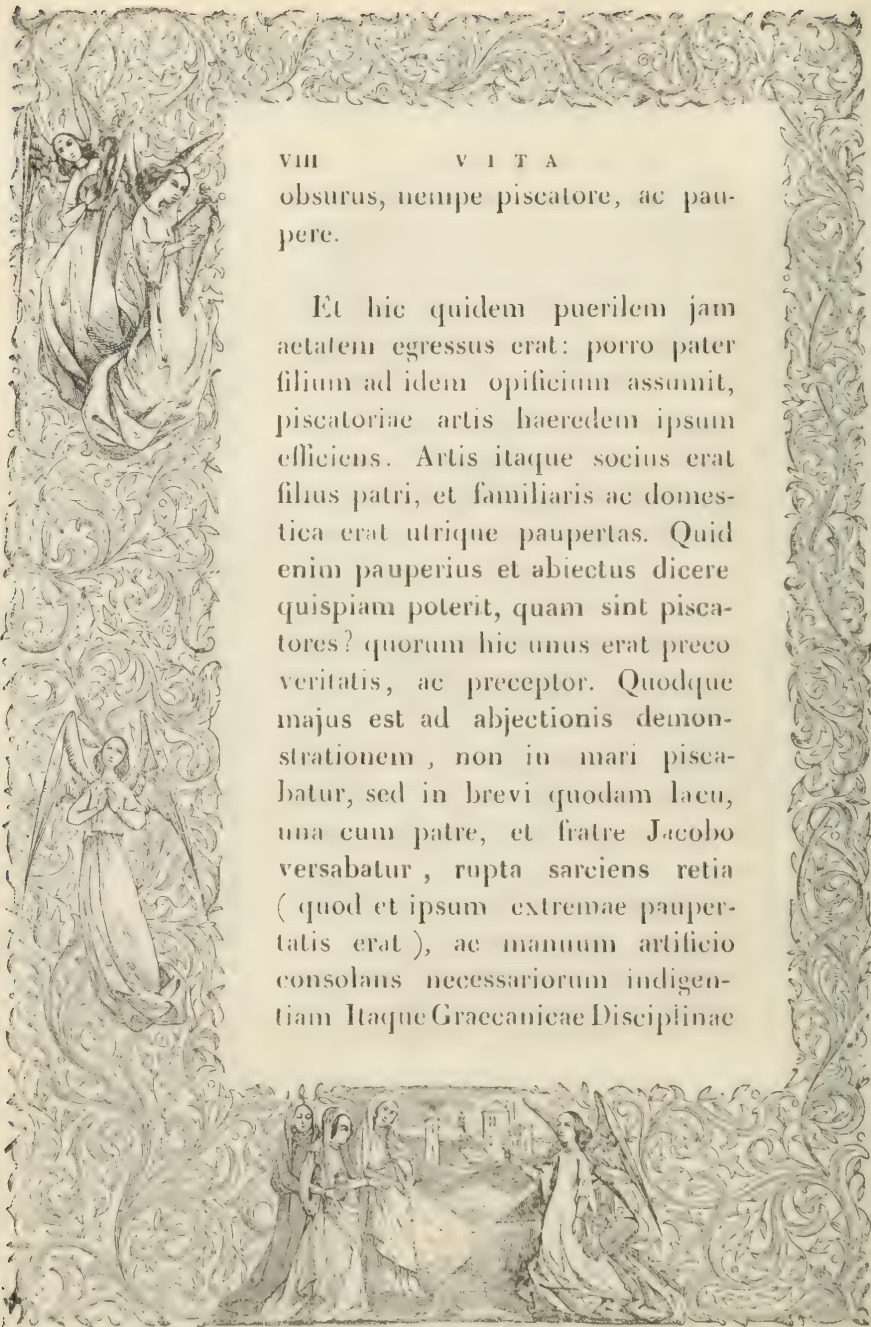 VIII VITA
obsurus, nempe piscatore, ac pau-
pere.
Et hic quidem puerilem jam
aetatem egressus erat: porro pater
filium ad idem opificium assumit,
piscatoriae artis haeredem ipsum
efficiens. Artis itaque socius erat
filius patri, et familiaris ac domes-
tica erat utrique paupertas. Quid
enim pauperius et abiectus dicere
quispiam poterit, quam sint pisca-
tores? quorum hic unus erat preco
veritatis, ac preceptor. Quodque
majus est ad abjectionis demon-
strationem , non in mari pisca-
batur, sed in brevi quodam lacu,
una cum patre, et fratre Jacobo
versabatur , rupta sarciens retia
( quod et ipsum extremae pauper-
tatis erat ), ac manuum artificio
consolans necessariorum indigen-
tiam Itaque Graecanicae Disciplinae